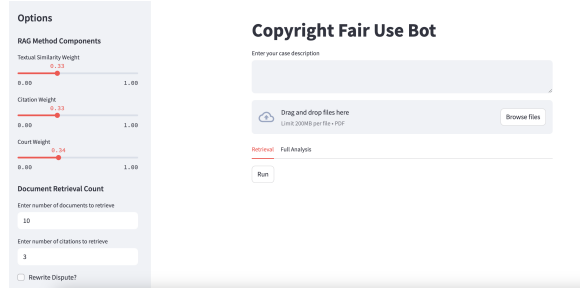 Options
RAG Method Components
Textual Similarity Weight
0.33
0.00 1.00
Citation Weight
0.33
0.00 1.00
Court Weight
0.34
0.00 1.00
Document Retrieval Count
Enter number of documents to retrieve
10
Enter number of citations to retrieve
3
Rewrite Dispute?
Copyright Fair Use Bot
Enter your case description
Drag and drop files here
Limit 200MB per file • PDF
Browse files
Retrieval Full Analysis
Run